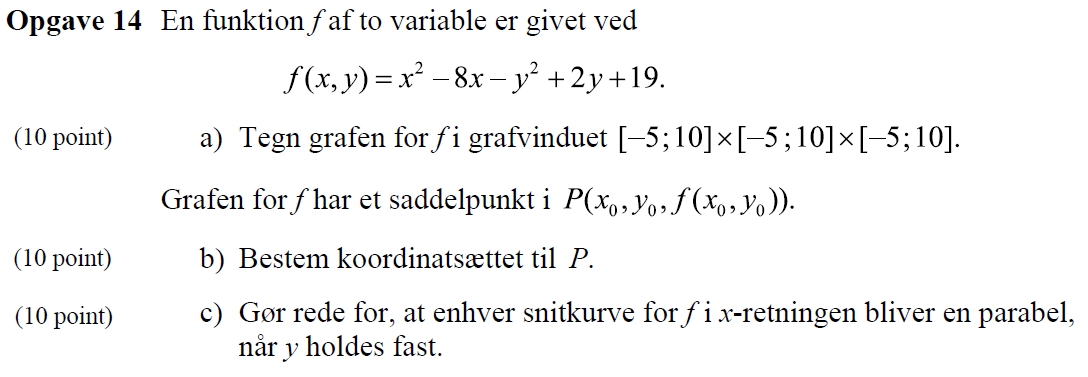 Opgave 14 En funktion f af to variable er givet ved
f(x, y) = x² − 8x − y² + 2y + 19.
(10 point) a) Tegn grafen for f i grafvinduet [−5;10]×[−5;10]×[−5;10].
Grafen for f har et saddelpunkt i P(x₀, y₀, f(x₀, y₀)).
(10 point) b) Bestem koordinatsættet til P.
(10 point) c) Gør rede for, at enhver snitkurve for f i x-retningen bliver en parabel,
når y holdes fast.